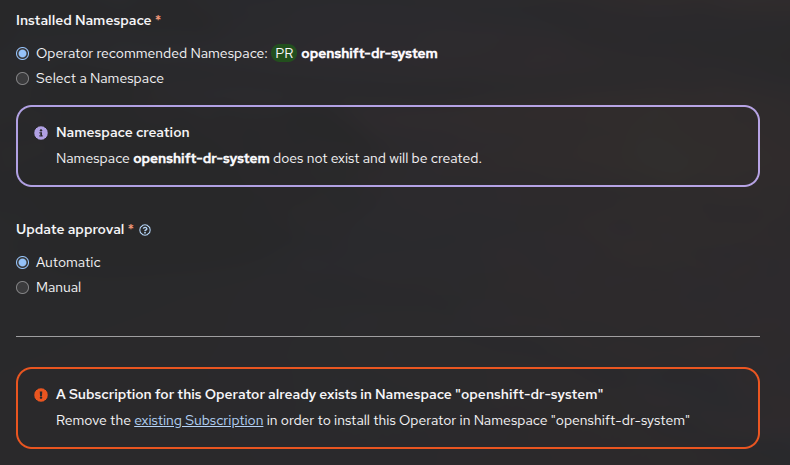 Installed Namespace *
Operator recommended Namespace: PR openshift-dr-system
Select a Namespace
Namespace creation
Namespace openshift-dr-system does not exist and will be created.
Update approval *
Automatic
Manual
A Subscription for this Operator already exists in Namespace "openshift-dr-system"
Remove the existing Subscription in order to install this Operator in Namespace "openshift-dr-system"